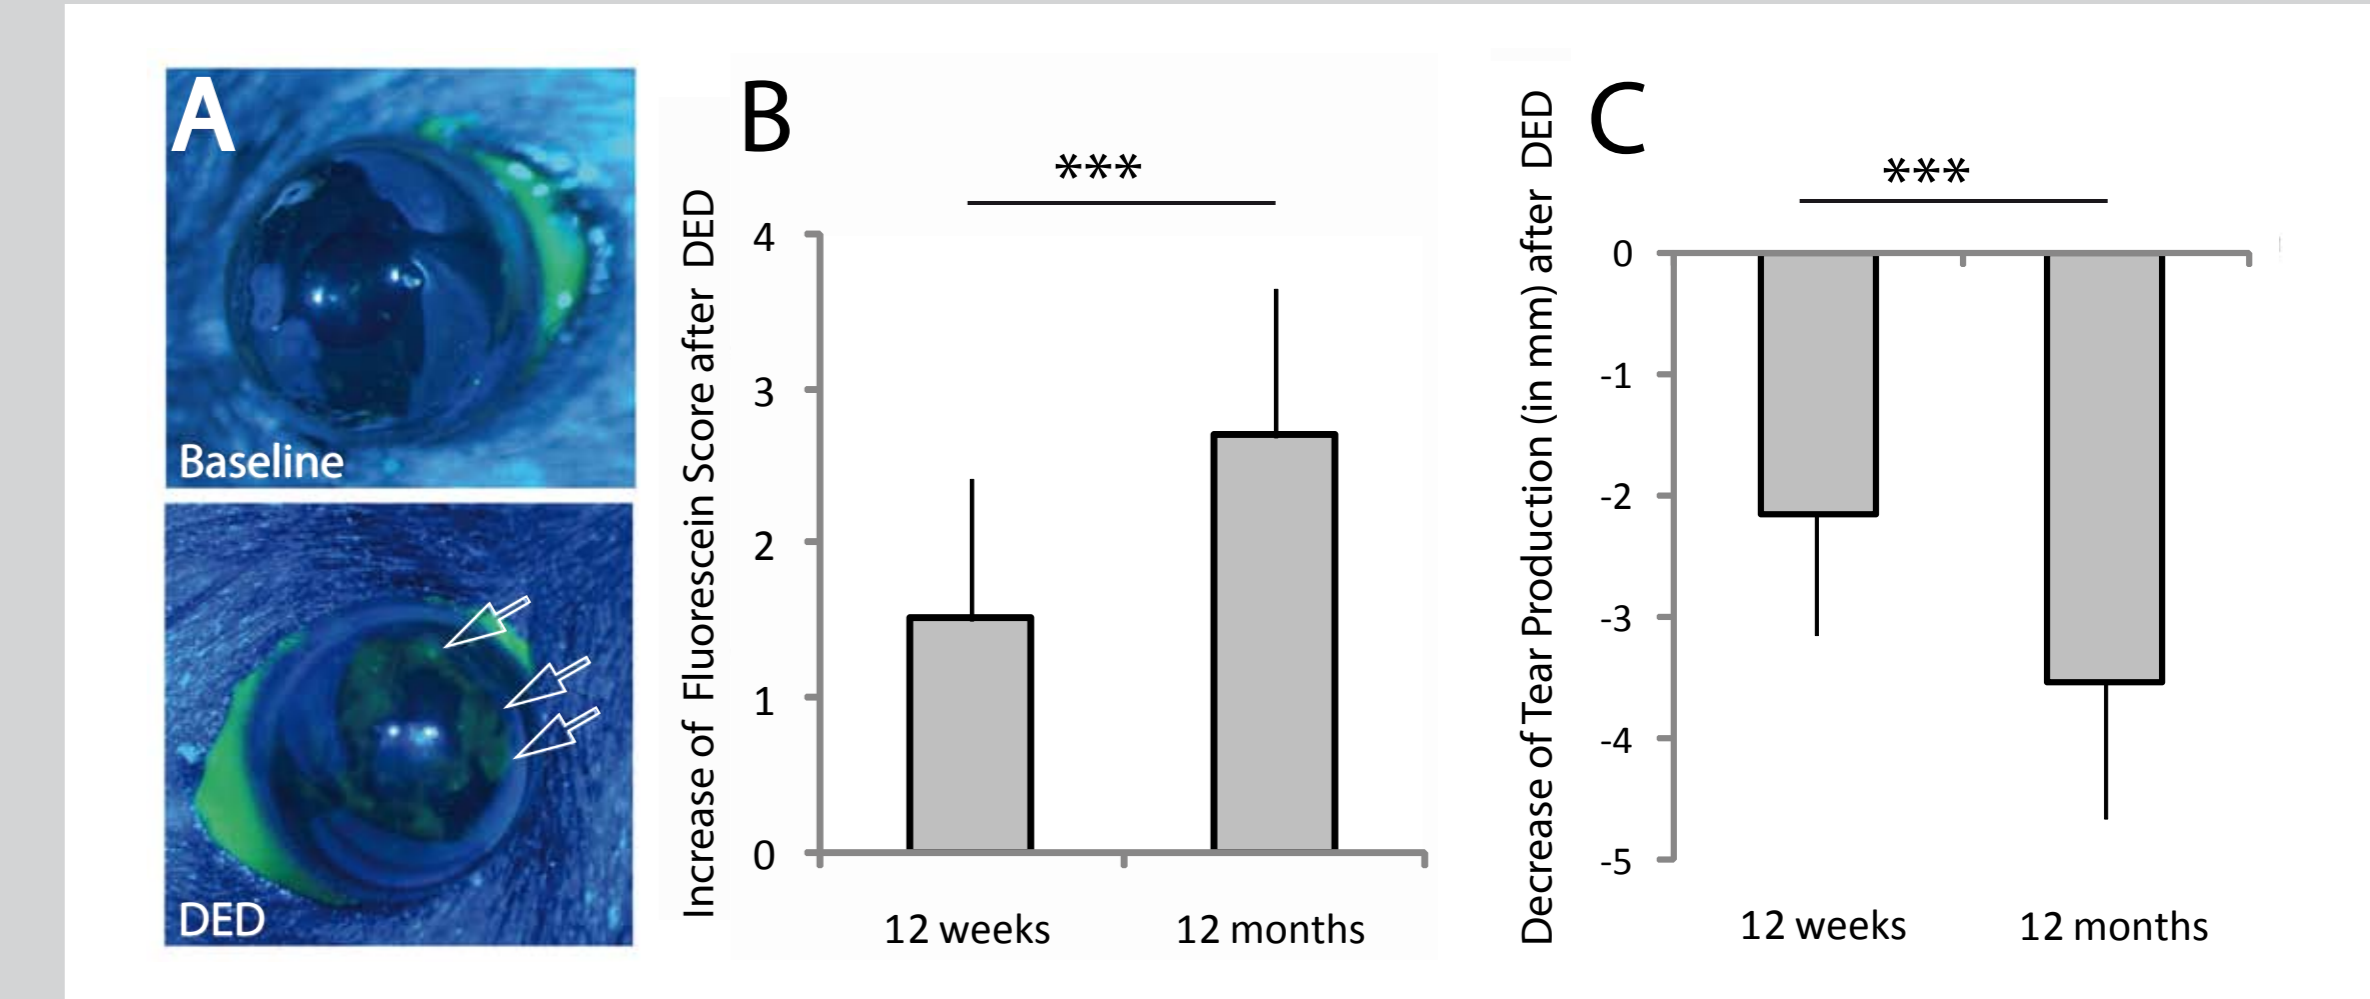 A
Baseline
DED
B
Increase of Fluorescein Score after DED
***
4
3
2
1
0
12 weeks
12 months
C
Decrease of Tear Production (in mm) after DED
***
0
-1
-2
-3
-4
-5
12 weeks
12 months